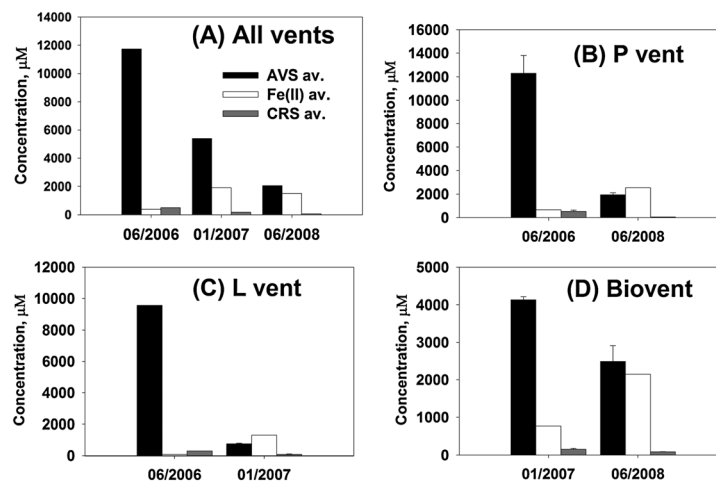 (A) All vents
Concentration, μM
14000
12000
10000
8000
6000
4000
2000
0
AVS av.
Fe(II) av.
CRS av.
06/2006 01/2007 06/2008
(B) P vent
Concentration, μM
16000
14000
12000
10000
8000
6000
4000
2000
0
06/2006 06/2008
(C) L vent
Concentration, μM
12000
10000
8000
6000
4000
2000
0
06/2006 01/2007
(D) Biovent
Concentration, μM
5000
4000
3000
2000
1000
0
01/2007 06/2008